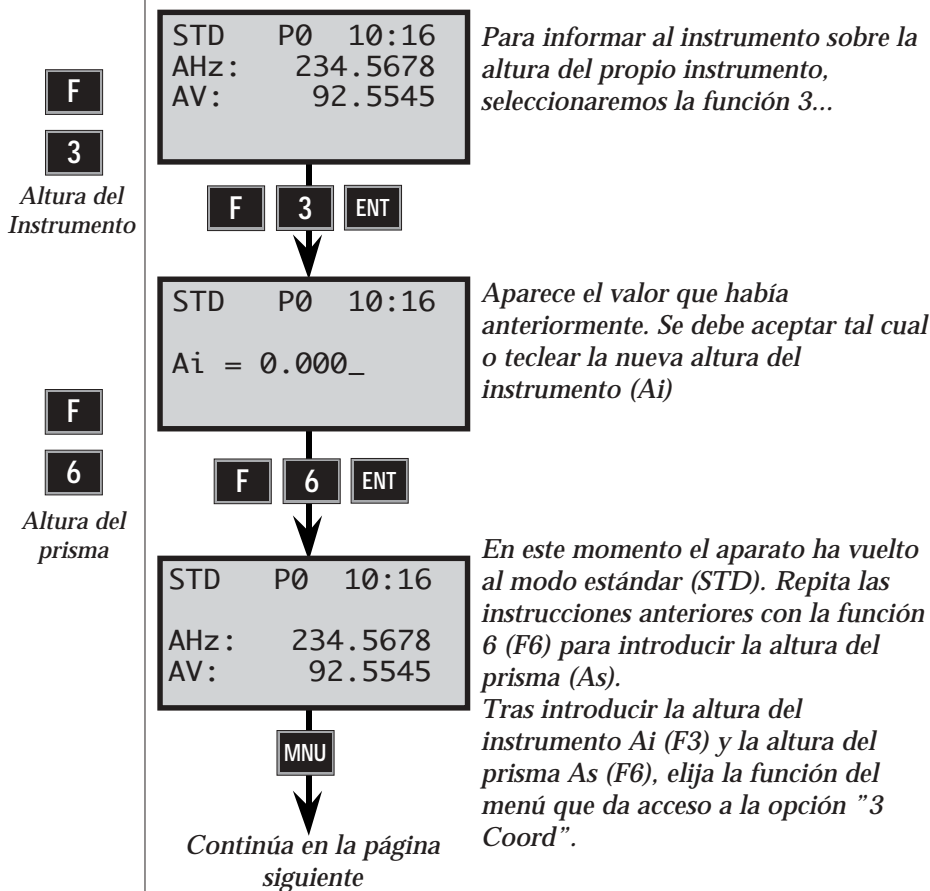 STD P0 10:16
AHz: 234.5678
AV: 92.5545
Para informar al instrumento sobre la
altura del propio instrumento,
seleccionaremos la función 3...
F
3
Altura del
Instrumento
F 3 ENT
STD P0 10:16
Ai = 0.000_
Aparece el valor que había
anteriormente. Se debe aceptar tal cual
o teclear la nueva altura del
instrumento (Ai)
F
6
Altura del
prisma
F 6 ENT
STD P0 10:16
AHz: 234.5678
AV: 92.5545
En este momento el aparato ha vuelto
al modo estándar (STD). Repita las
instrucciones anteriores con la función
6 (F6) para introducir la altura del
prisma (As).
Tras introducir la altura del
instrumento Ai (F3) y la altura del
prisma As (F6), elija la función del
menú que da acceso a la opción ”3
Coord”.
MNU
Continúa en la página
siguiente